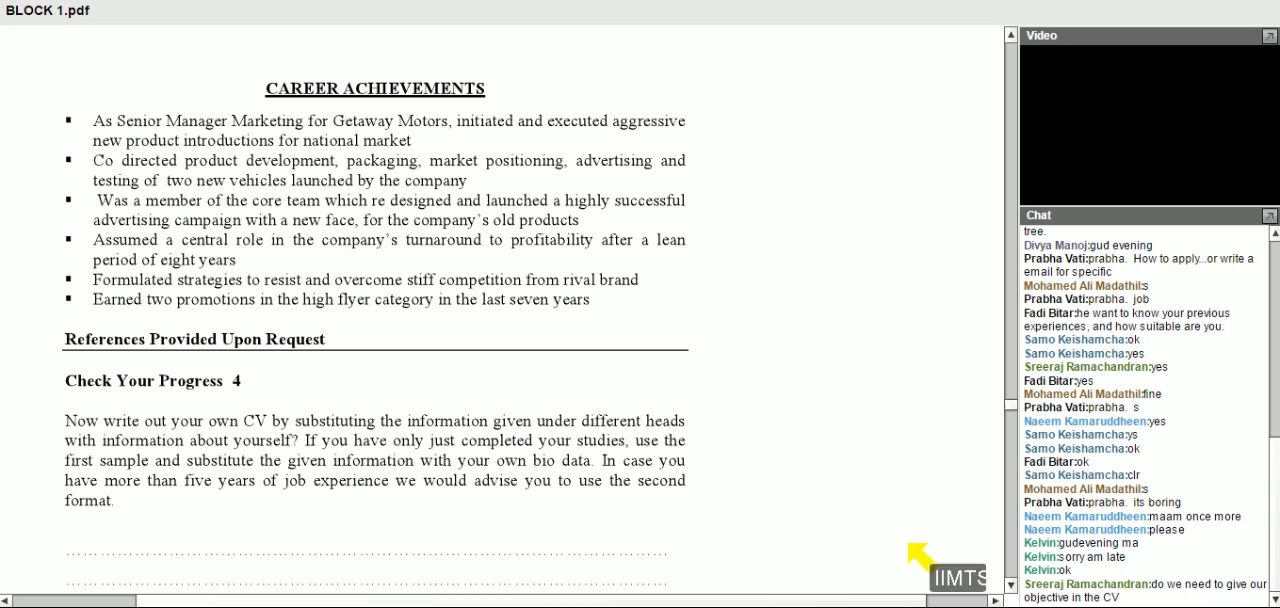 BLOCK 1.pdf
CAREER ACHIEVEMENTS
▪ As Senior Manager Marketing for Getaway Motors, initiated and executed aggressive
new product introductions for national market
▪ Co directed product development, packaging, market positioning, advertising and
testing of two new vehicles launched by the company
▪ Was a member of the core team which re designed and launched a highly successful
advertising campaign with a new face, for the company's old products
▪ Assumed a central role in the company's turnaround to profitability after a lean
period of eight years
▪ Formulated strategies to resist and overcome stiff competition from rival brand
▪ Earned two promotions in the high flyer category in the last seven years
References Provided Upon Request
Check Your Progress 4
Now write out your own CV by substituting the information given under different heads
with information about yourself? If you have only just completed your studies, use the
first sample and substitute the given information with your own bio data. In case you
have more than five years of job experience we would advise you to use the second
format.
IIMTS
Video
Chat
tree.
Divya Manoj:gud evening
Prabha Vati:prabha. How to apply...or write a
email for specific
Mohamed Ali Madathil:s
Prabha Vati:prabha. job
Fadi Bitar:he want to know your previous
experiences, and how suitable are you.
Samo Keishamcha:ok
Samo Keishamcha:yes
Sreeraj Ramachandran:yes
Fadi Bitar:yes
Mohamed Ali Madathil:fine
Prabha Vati:prabha. s
Naeem Kamaruddheen:yes
Samo Keishamcha:ys
Samo Keishamcha:ok
Fadi Bitar:ok
Samo Keishamcha:clr
Mohamed Ali Madathil:s
Prabha Vati:prabha. its boring
Naeem Kamaruddheen:maam once more
Naeem Kamaruddheen:please
Kelvin:gudevening ma
Kelvin:sorry am late
Kelvin:ok
Sreeraj Ramachandran:do we need to give our
objective in the CV